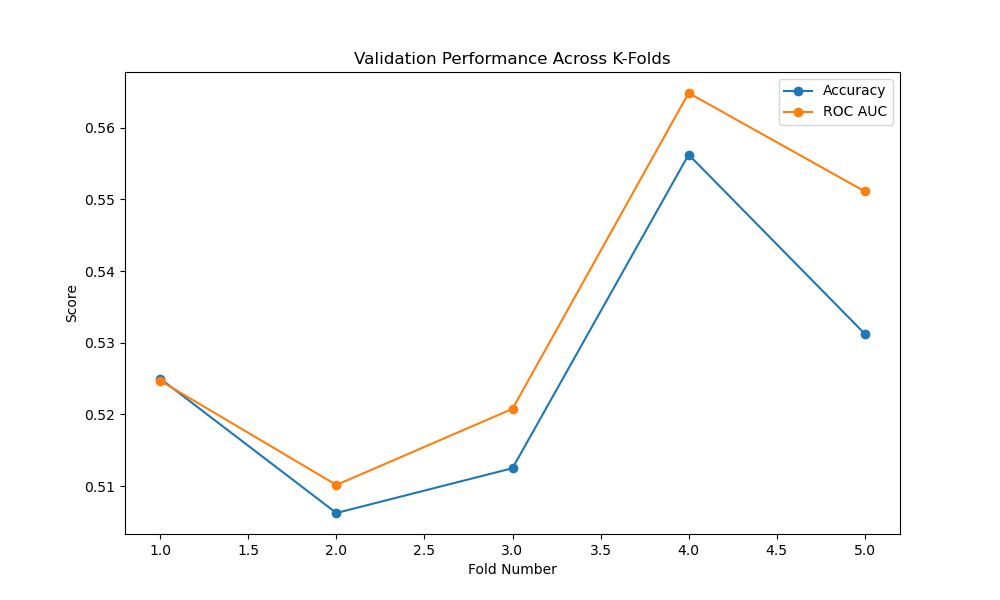 Validation Performance Across K-Folds
Accuracy
ROC AUC
0.56
0.55
0.54
0.53
0.52
0.51
Score
1.0 1.5 2.0 2.5 3.0 3.5 4.0 4.5 5.0
Fold Number